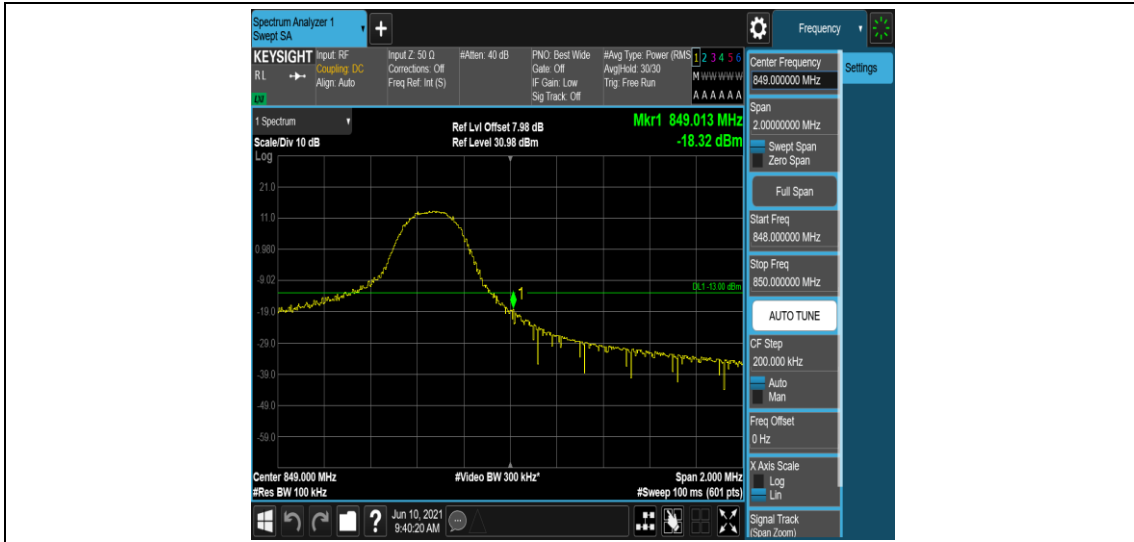 Spectrum Analyzer 1
Swept SA
+
Frequency
KEYSIGHT
RL
Input: RF
Coupling: DC
Align: Auto
Input Z: 50 Ω
Corrections: Off
Freq Ref: Int (S)
#Atten: 40 dB
PNO: Best Wide
Gate: Off
IF Gain: Low
Sig Track: Off
#Avg Type: Power (RMS
Avg|Hold: 30/30
Trig: Free Run
1 2 3 4 5 6
M W W W W W
A A A A A A
1 Spectrum
Scale/Div 10 dB
Log
Ref Lvl Offset 7.98 dB
Ref Level 30.98 dBm
Mkr1 849.013 MHz
-18.32 dBm
21.0
11.0
0.980
-9.02
-19.0
-29.0
-39.0
-49.0
-59.0
DL1 -13.00 dBm
1
Center 849.000 MHz
#Res BW 100 kHz
#Video BW 300 kHz*
Span 2.000 MHz
#Sweep 100 ms (601 pts)
Center Frequency
849.000000 MHz
Settings
Span
2.00000000 MHz
Swept Span
Zero Span
Full Span
Start Freq
848.000000 MHz
Stop Freq
850.000000 MHz
AUTO TUNE
CF Step
200.000 kHz
Auto
Man
Freq Offset
0 Hz
X Axis Scale
Log
Lin
Signal Track
(Span Zoom)
?
Jun 10, 2021
9:40:20 AM